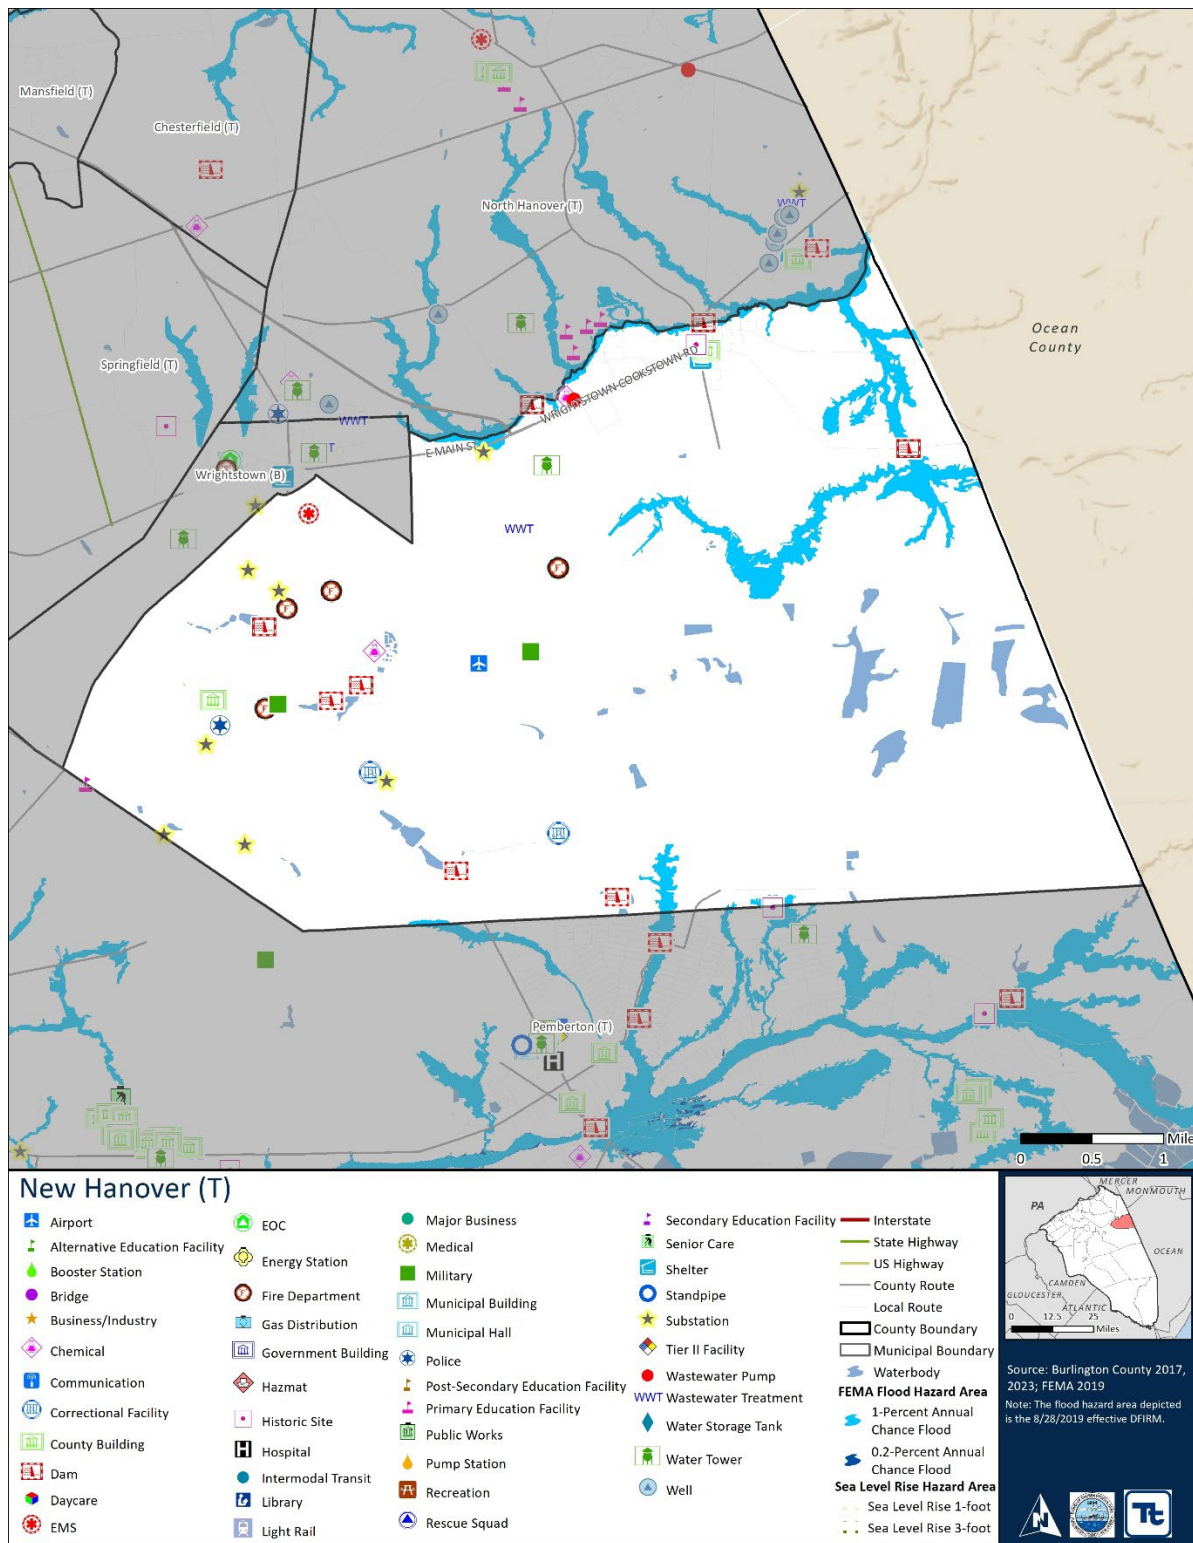 Mansfield (T)
Chesterfield (T)
North Hanover (T)
WWT
Ocean
County
Springfield (T)
WRIGHTSTOWN COOKSTOWN RD
WWT
E MAIN ST
Wrightstown (B)
WWT
Pemberton (T)
Mile
0 0.5 1
New Hanover (T)
Airport
Alternative Education Facility
Booster Station
Bridge
Business/Industry
Chemical
Communication
Correctional Facility
County Building
Dam
Daycare
EMS
EOC
Energy Station
Fire Department
Gas Distribution
Government Building
Hazmat
Historic Site
Hospital
Intermodal Transit
Library
Light Rail
Major Business
Medical
Military
Municipal Building
Municipal Hall
Police
Post-Secondary Education Facility
Primary Education Facility
Public Works
Pump Station
Recreation
Rescue Squad
Secondary Education Facility
Senior Care
Shelter
Standpipe
Substation
Tier II Facility
Wastewater Pump
WWT Wastewater Treatment
Water Storage Tank
Water Tower
Well
Interstate
State Highway
US Highway
County Route
Local Route
County Boundary
Municipal Boundary
Waterbody
FEMA Flood Hazard Area
1-Percent Annual
Chance Flood
0.2-Percent Annual
Chance Flood
Sea Level Rise Hazard Area
Sea Level Rise 1-foot
Sea Level Rise 3-foot
MERCER
MONMOUTH
PA
OCEAN
CAMDEN
GLOUCESTER
ATLANTIC
0 12.5 25
Miles
Source: Burlington County 2017,
2023; FEMA 2019
Note: The flood hazard area depicted
is the 8/28/2019 effective DFIRM.
N
Tt